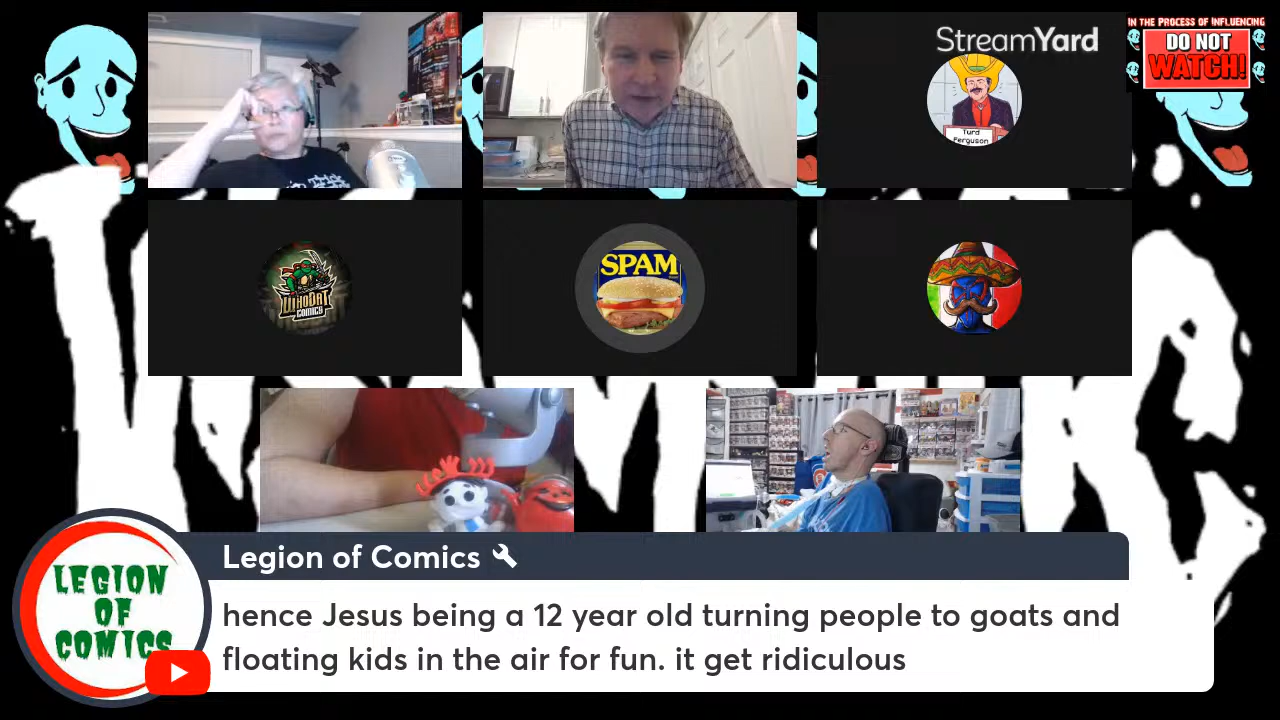 StreamYard
IN THE PROCESS OF INFLUENCING
DO NOT
WATCH!
Turd
Ferguson
WHODAT
COMICS
SPAM
LEGION
OF
COMICS
Legion of Comics
hence Jesus being a 12 year old turning people to goats and
floating kids in the air for fun. it get ridiculous